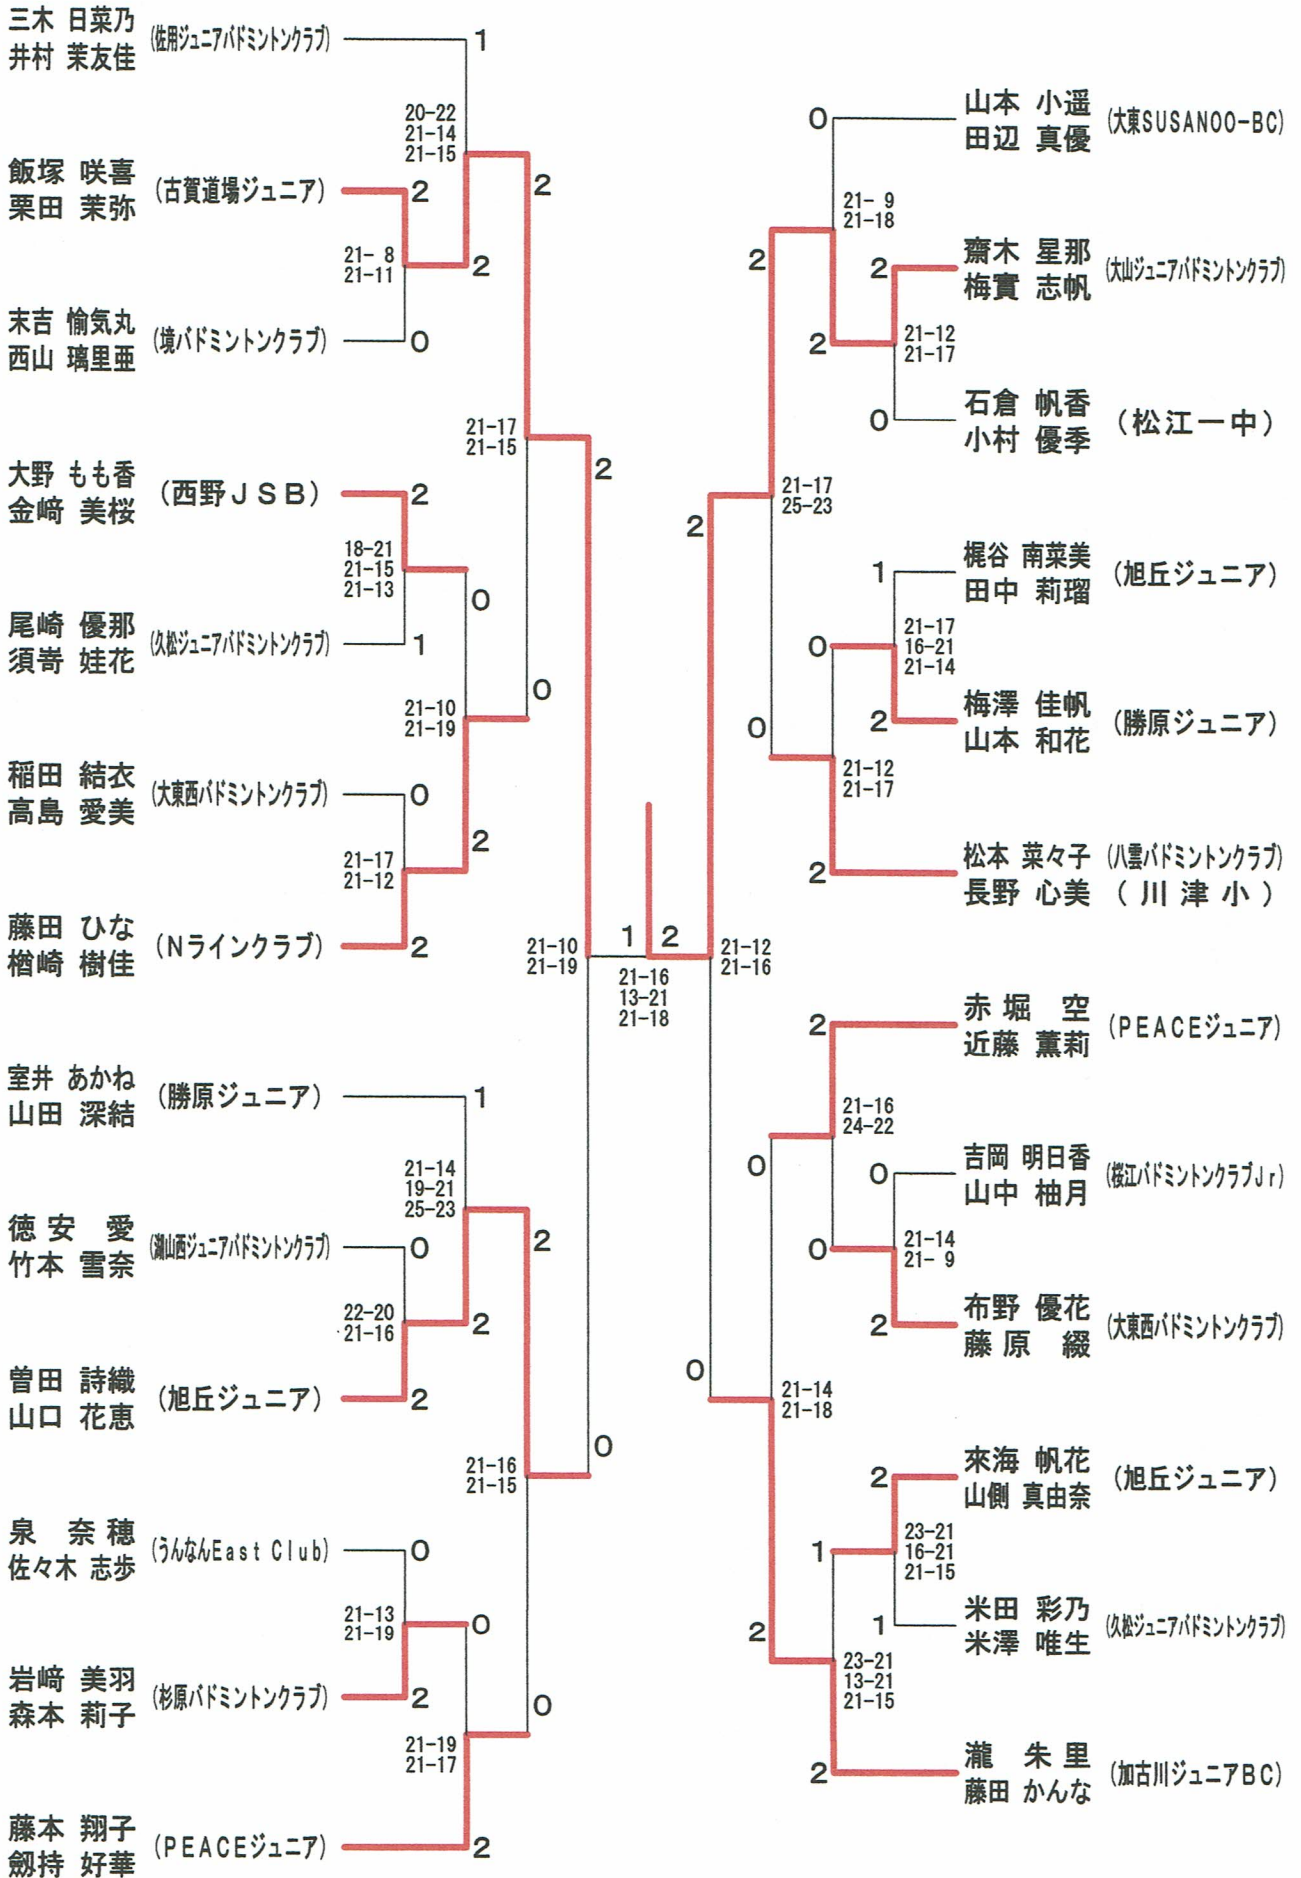 三木 日菜乃
井村 茉友佳
(佐用ジュニアバドミントンクラブ)
1
20-22
21-14
21-15
飯塚 咲喜
栗田 茉弥
(古賀道場ジュニア)
2
2
21- 8
21-11
2
末吉 愉気丸
西山 璃里亜
(境バドミントンクラブ)
0
21-17
21-15
2
大野 もも香
金﨑 美桜
(西野JSB)
2
18-21
21-15
21-13
0
尾崎 優那
須嵜 娃花
(久松ジュニアバドミントンクラブ)
1
0
21-10
21-19
稲田 結衣
高島 愛美
(大東西バドミントンクラブ)
0
2
21-17
21-12
藤田 ひな
楢崎 樹佳
(Nラインクラブ)
2
21-10
21-19
1
2
21-16
13-21
21-18
室井 あかね
山田 深結
(勝原ジュニア)
1
21-14
19-21
25-23
徳安 愛
竹本 雪奈
(湖山西ジュニアバドミントンクラブ)
0
2
22-20
21-16
2
曽田 詩織
山口 花恵
(旭丘ジュニア)
2
0
21-16
21-15
泉 奈穂
佐々木 志歩
(うんなんEast Club)
0
21-13
21-19
0
岩﨑 美羽
森本 莉子
(杉原バドミントンクラブ)
2
0
21-19
21-17
藤本 翔子
劔持 好華
(PEACEジュニア)
2
0
山本 小遥
田辺 真優
(大東SUSANOO-BC)
21- 9
21-18
2
2
齋木 星那
梅實 志帆
(大山ジュニアバドミントンクラブ)
2
21-12
21-17
0
石倉 帆香
小村 優季
(松江一中)
2
21-17
25-23
1
梶谷 南菜美
田中 莉瑠
(旭丘ジュニア)
0
21-17
16-21
21-14
2
梅澤 佳帆
山本 和花
(勝原ジュニア)
0
21-12
21-17
2
松本 菜々子
長野 心美
(八雲バドミントンクラブ)
(川津小)
21-12
21-16
2
赤堀 空
近藤 薫莉
(PEACEジュニア)
21-16
24-22
0
0
吉岡 明日香
山中 柚月
(桜江バドミントンクラブJr)
0
21-14
21- 9
2
布野 優花
藤原 綴
(大東西バドミントンクラブ)
0
21-14
21-18
2
來海 帆花
山側 真由奈
(旭丘ジュニア)
1
23-21
16-21
21-15
1
米田 彩乃
米澤 唯生
(久松ジュニアバドミントンクラブ)
2
23-21
13-21
21-15
2
瀧 朱里
藤田 かんな
(加古川ジュニアBC)